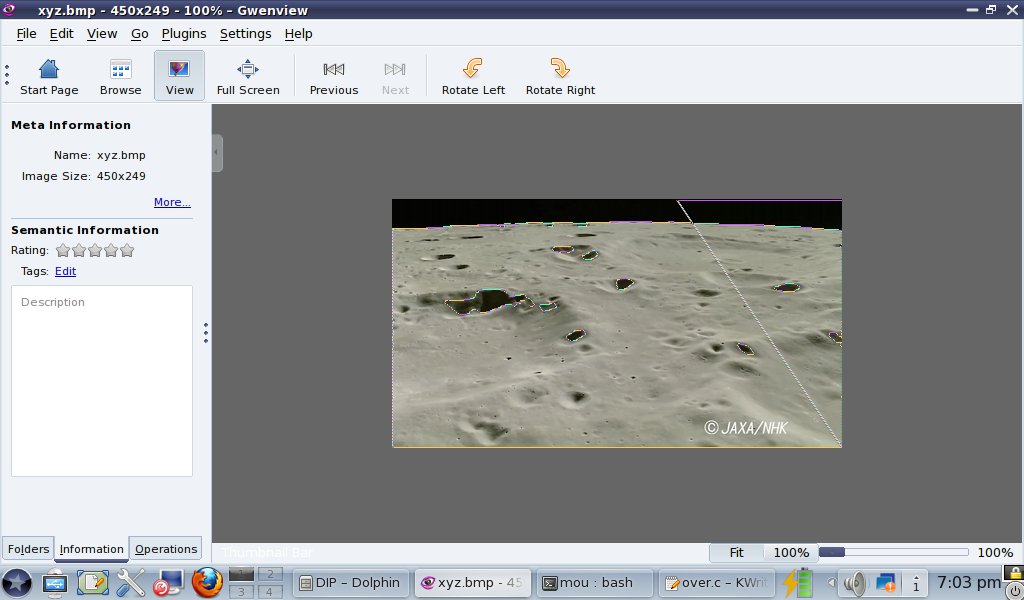 xyz.bmp - 450x249 - 100% – Gwenview
File Edit View Go Plugins Settings Help
Start Page Browse View Full Screen Previous Next Rotate Left Rotate Right
Meta Information
Name: xyz.bmp
Image Size: 450x249
More...
Semantic Information
Rating:
Tags: Edit
Description
© JAXA/NHK
Folders Information Operations
Thumbnail Bar
Fit 100% 100%
1 2
3 4
DIP – Dolphin xyz.bmp - 45 mou : bash over.c – KWrit
i
7:03 pm